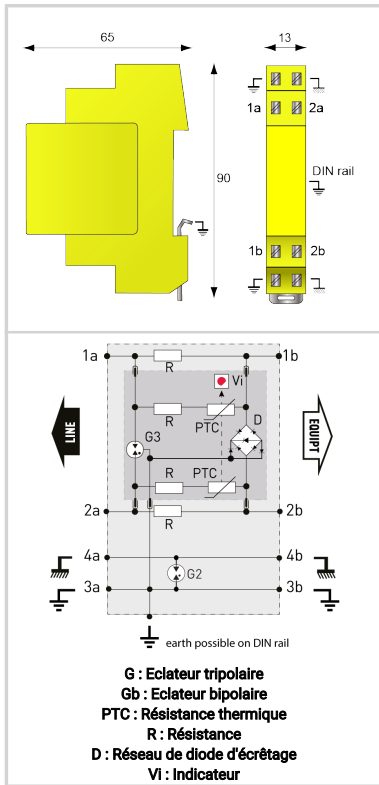 65
13
1a
2a
90
DIN rail
1b
2b
1a
1b
R
Vi
R
PTC
D
G3
LINE
EQUIPT
R
PTC
2a
R
2b
4a
4b
G2
3a
3b
earth possible on DIN rail
G : Eclateur tripolaire
Gb : Eclateur bipolaire
PTC : Résistance thermique
R : Résistance
D : Réseau de diode d'écrêtage
Vi : Indicateur